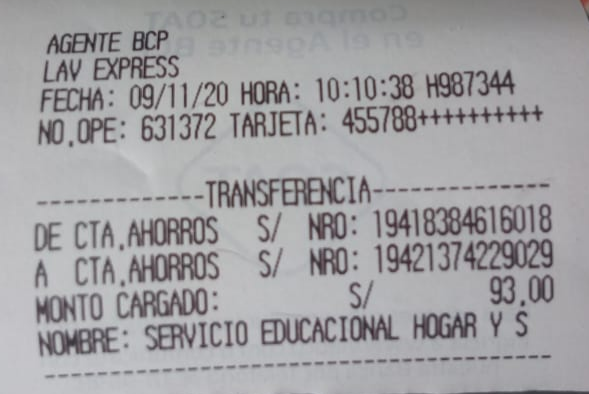 AGENTE BCP
LAV EXPRESS
FECHA: 09/11/20 HORA: 10:10:38 H987344
NO.OPE: 631372 TARJETA: 455788++++++++++
-------------TRANSFERENCIA--------------
DE CTA.AHORROS S/ NRO: 19418384616018
A CTA.AHORROS S/ NRO: 19421374229029
MONTO CARGADO: S/ 93.00
NOMBRE: SERVICIO EDUCACIONAL HOGAR Y S
----------------------------------------